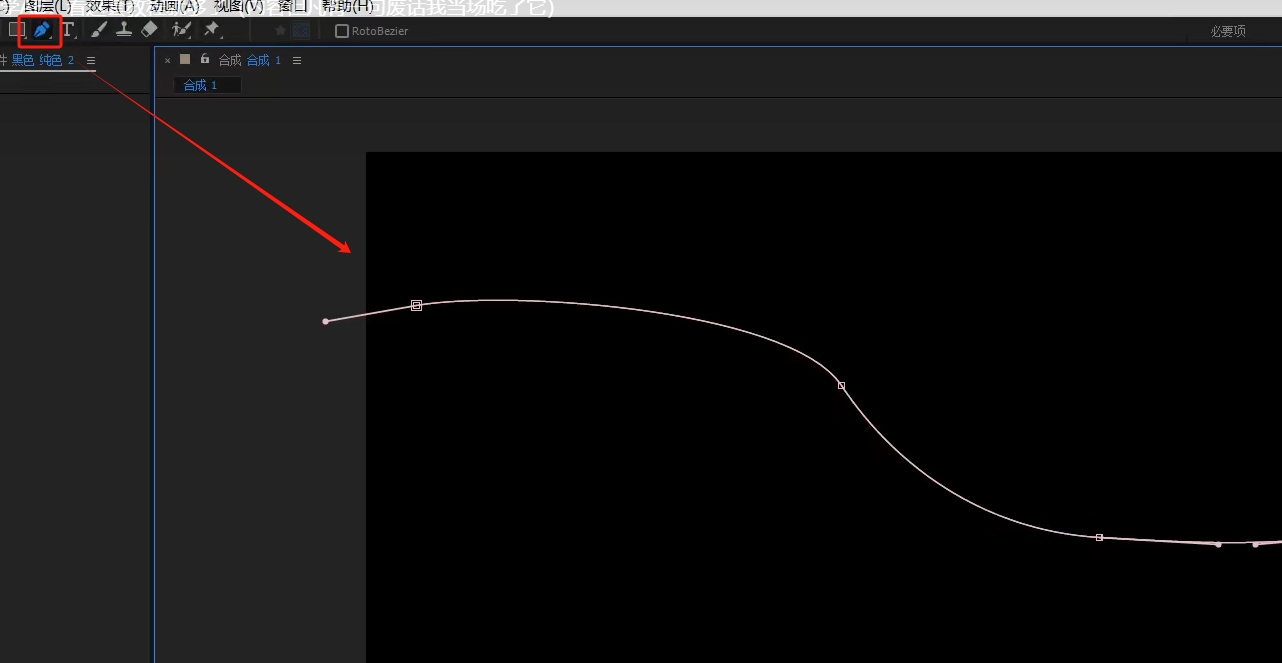 图层(L) 效果(T) 动画(A) 视图(V) 窗口 帮助(H)
T RotoBezier 必要项
件 黑色 纯色 2 合成 合成 1
合成 1